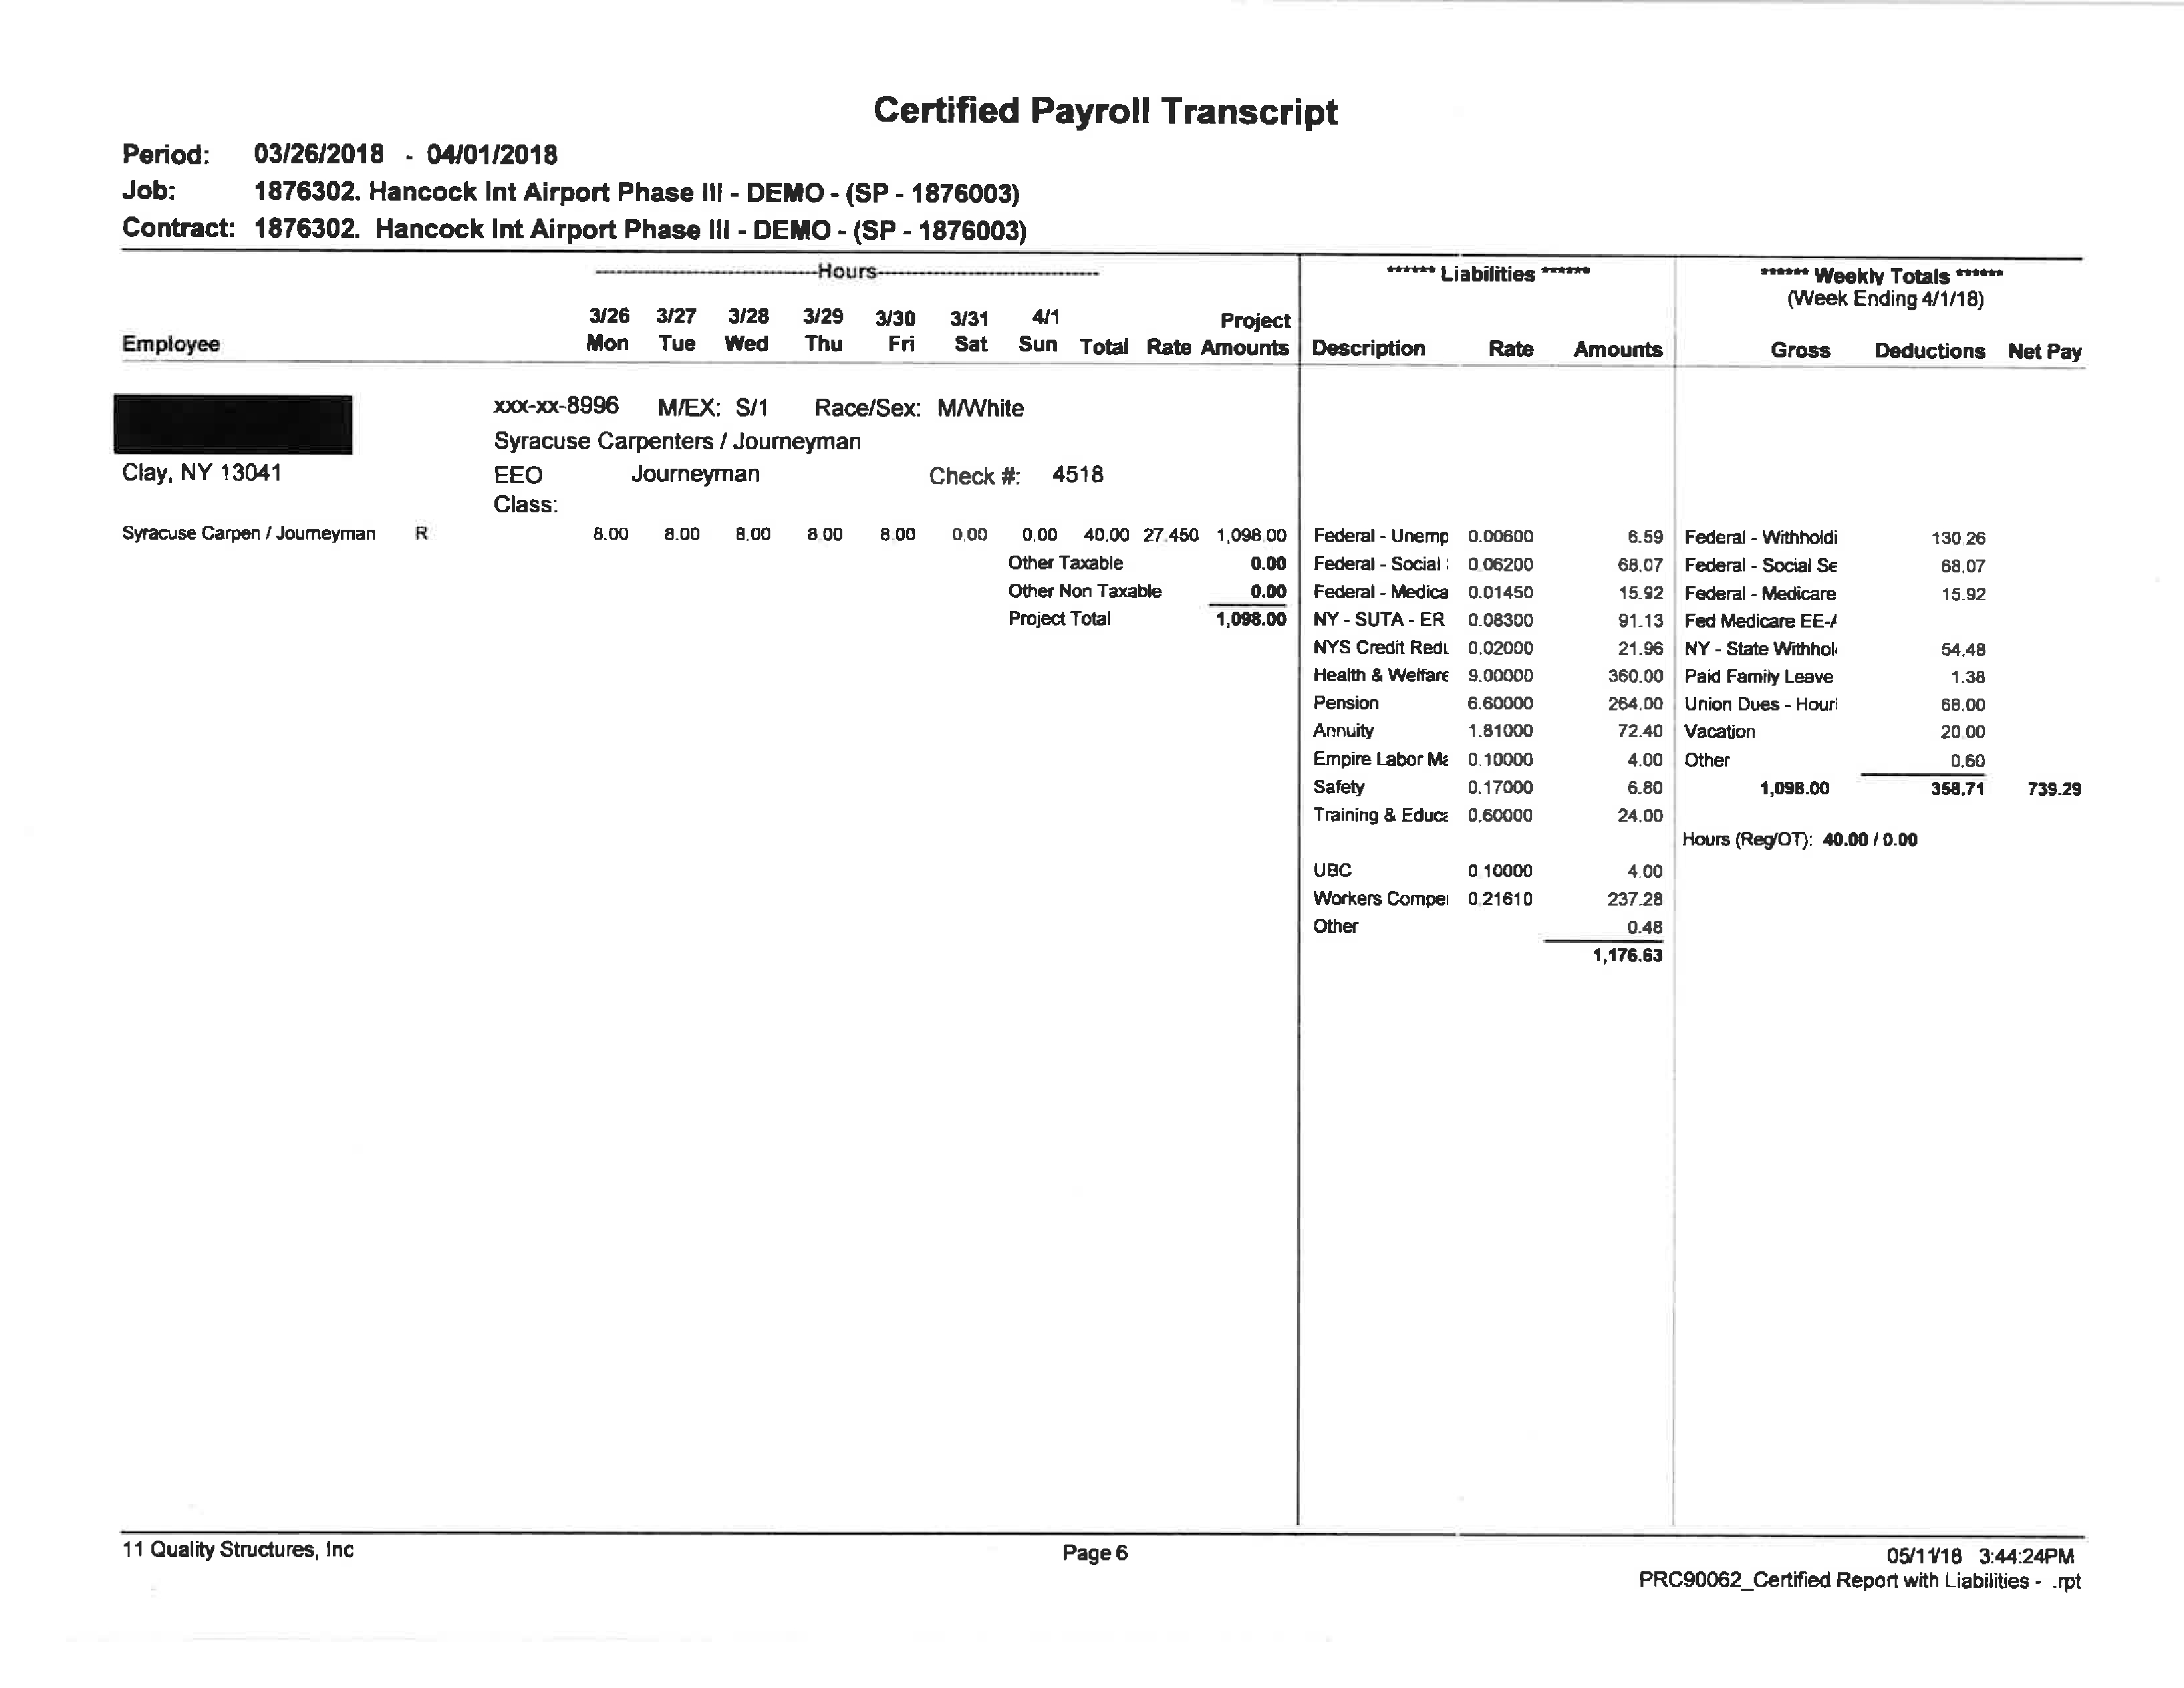 Certified Payroll Transcript
Period: 03/26/2018 - 04/01/2018
Job: 1876302. Hancock Int Airport Phase III - DEMO - (SP - 1876003)
Contract: 1876302. Hancock Int Airport Phase III - DEMO - (SP - 1876003)
------------------------------Hours------------------------------ ****** Liabilities ****** ****** Weekly Totals ******
(Week Ending 4/1/18)
3/26 3/27 3/28 3/29 3/30 3/31 4/1 Project
Employee Mon Tue Wed Thu Fri Sat Sun Total Rate Amounts Description Rate Amounts Gross Deductions Net Pay
xxx-xx-8996 M/EX: S/1 Race/Sex: M/White
Syracuse Carpenters / Journeyman
Clay, NY 13041 EEO Journeyman Check #: 4518
Class:
Syracuse Carpen / Journeyman R 8.00 8.00 8.00 8.00 8.00 0.00 0.00 40.00 27.450 1,098.00 Federal - Unemp 0.00600 6.59 Federal - Withholdi 130.26
Other Taxable 0.00 Federal - Social 0.06200 68.07 Federal - Social Se 68.07
Other Non Taxable 0.00 Federal - Medica 0.01450 15.92 Federal - Medicare 15.92
Project Total 1,098.00 NY - SUTA - ER 0.08300 91.13 Fed Medicare EE-A
NYS Credit Redu 0.02000 21.96 NY - State Withhol 54.48
Health & Welfare 9.00000 360.00 Paid Family Leave 1.38
Pension 6.60000 264.00 Union Dues - Hourl 68.00
Annuity 1.81000 72.40 Vacation 20.00
Empire Labor Ma 0.10000 4.00 Other 0.60
Safety 0.17000 6.80 1,098.00 358.71 739.29
Training & Educa 0.60000 24.00
Hours (Reg/OT): 40.00 / 0.00
UBC 0.10000 4.00
Workers Compe 0.21610 237.28
Other 0.48
1,176.63
11 Quality Structures, Inc Page 6 05/11/18 3:44:24PM
PRC90062_Certified Report with Liabilities - .rpt